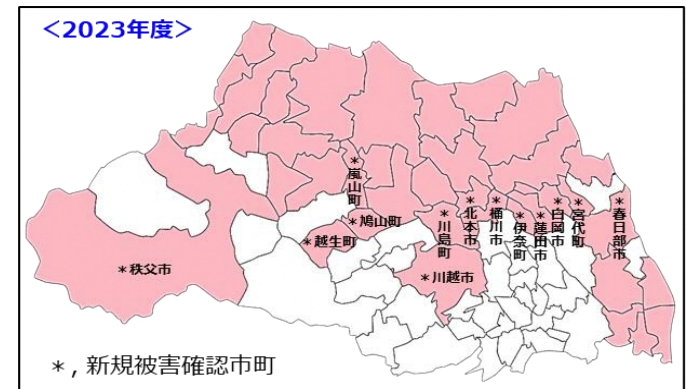 <2023年度>
*嵐山町
*鳩山町
*越生町
*秩父市
*川島町
*川越市
*北本市
*桶川市
*伊奈町
*蓮田市
*白岡市
*宮代町
*春日部市
*, 新規被害確認市町